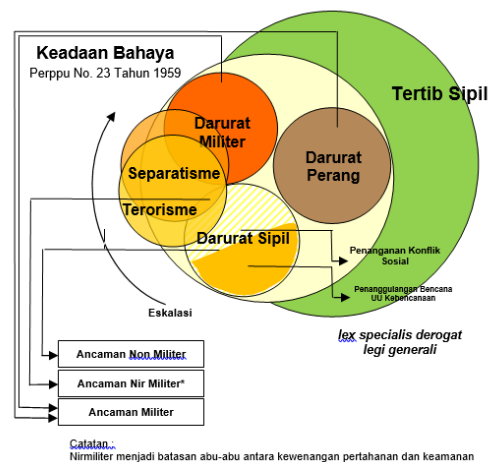 Keadaan Bahaya
Perppu No. 23 Tahun 1959
Tertib Sipil
Darurat
Militer
Darurat
Perang
Separatisme
Terorisme
Darurat Sipil
Penanganan Konflik
Sosial
Penanggulangan Bencana
UU Kebencanaan
Eskalasi
lex specialis derogat
legi generali
Ancaman Non Militer
Ancaman Nir Militer*
Ancaman Militer
Catatan :
Nirmiliter menjadi batasan abu-abu antara kewenangan pertahanan dan keamanan